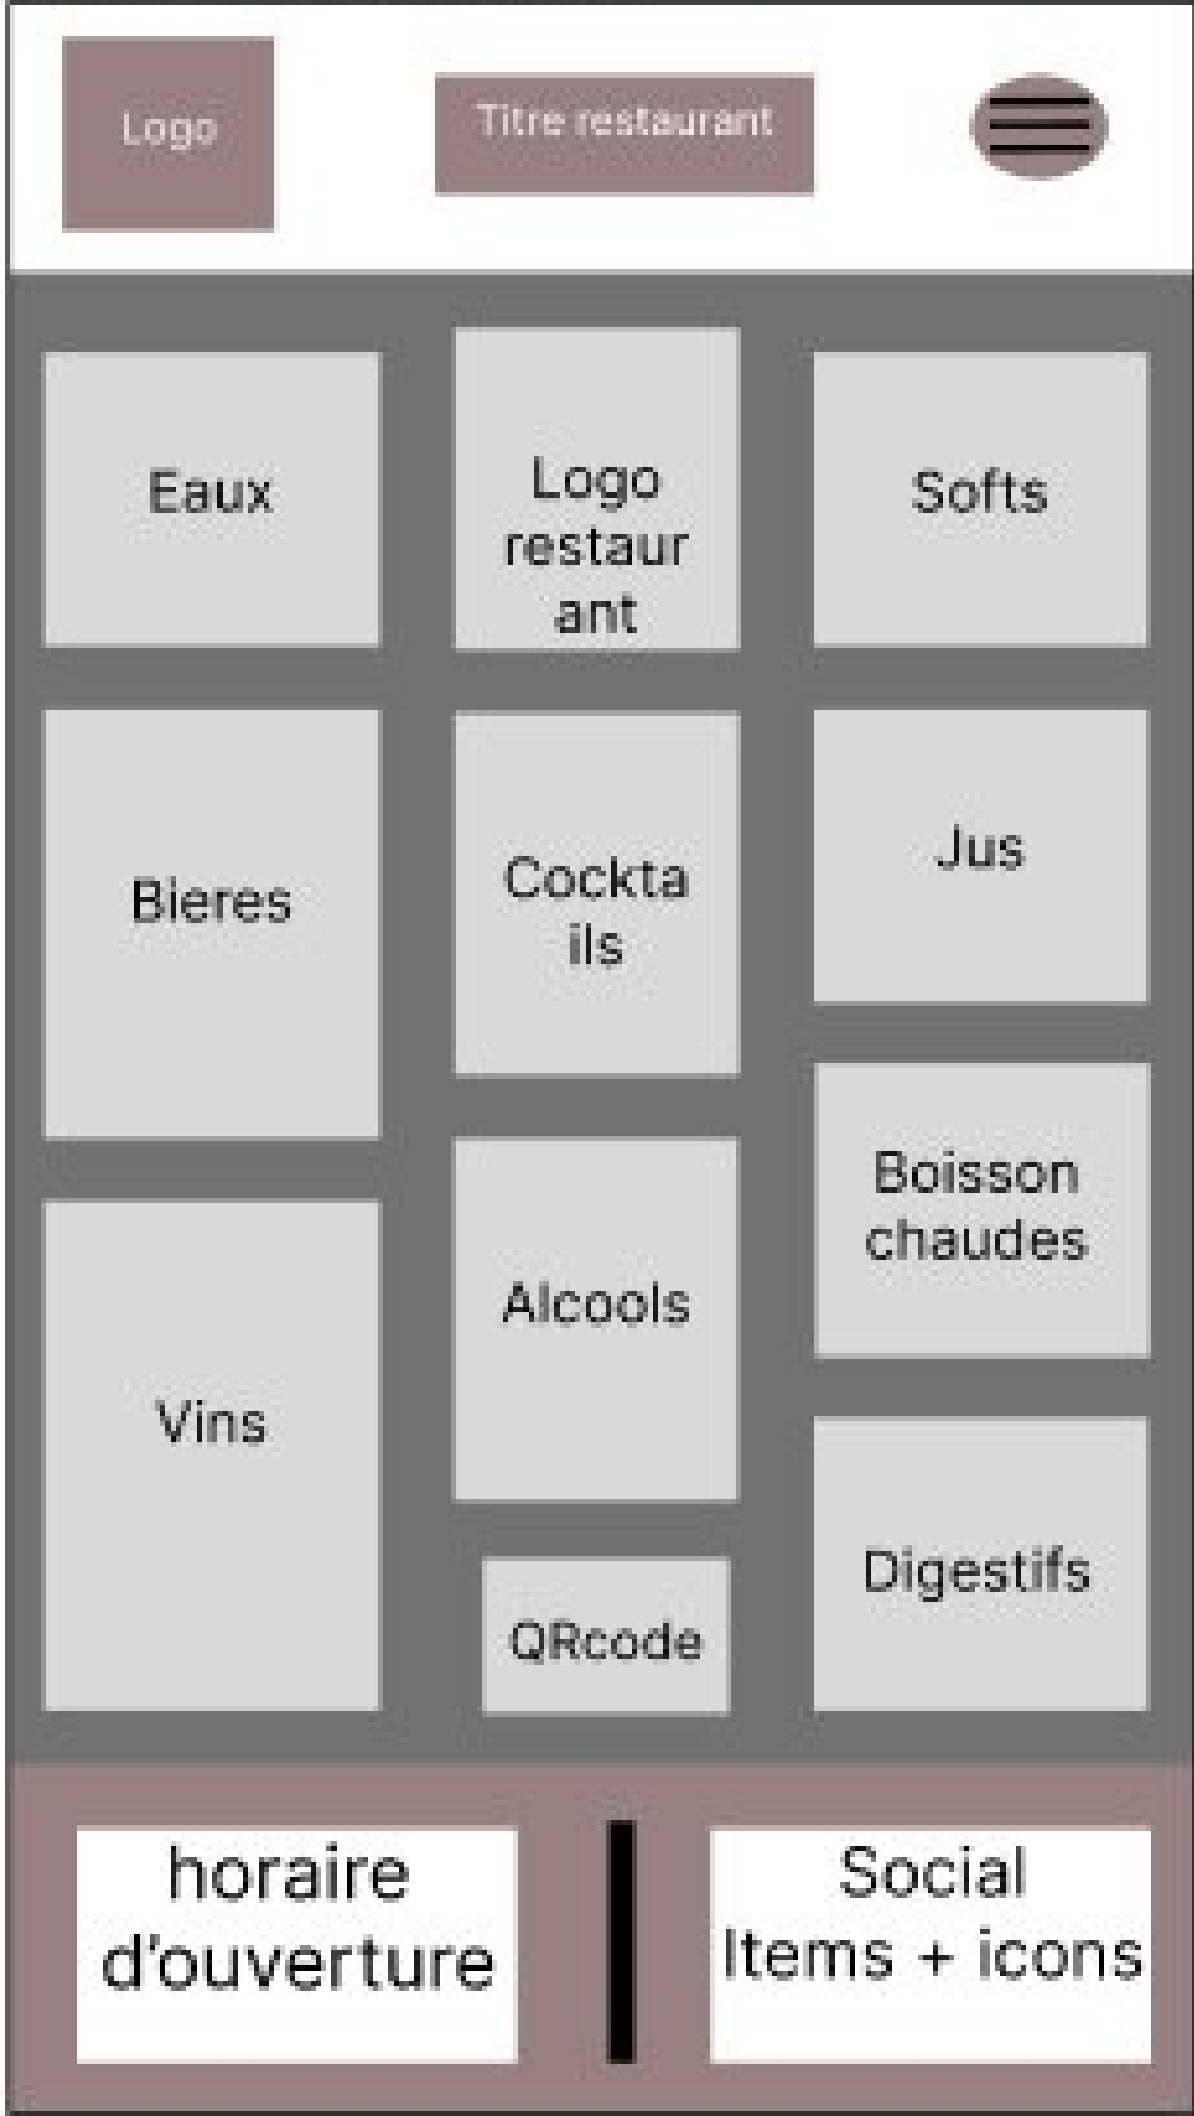 Logo
Titre restaurant
Eaux
Logo
restaur
ant
Softs
Bieres
Cockta
ils
Jus
Vins
Alcools
Boisson
chaudes
QRcode
Digestifs
horaire
d'ouverture
Social
Items + icons